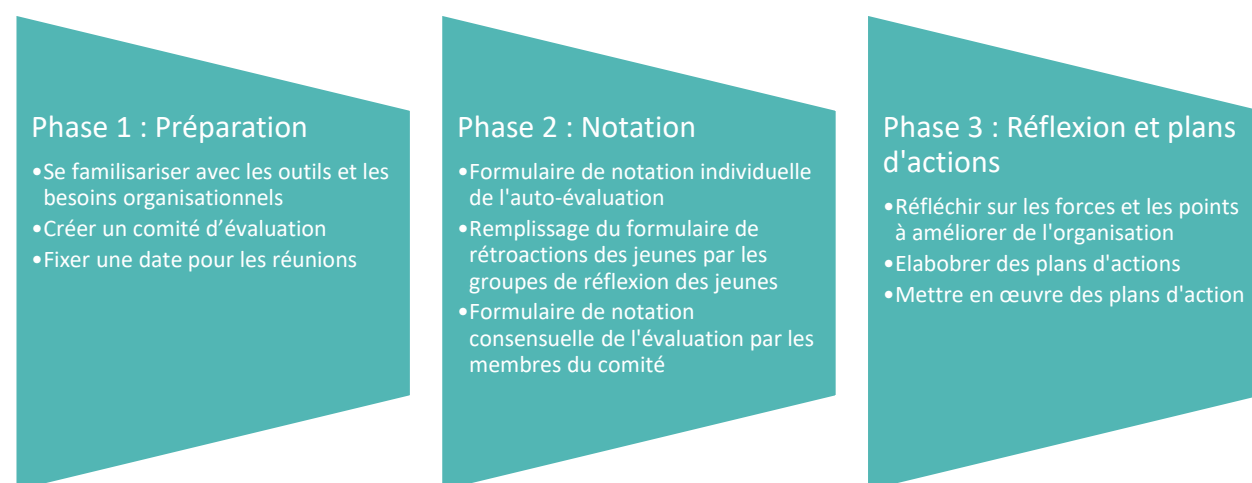 Phase 1 : Préparation
•Se familisariser avec les outils et les
besoins organisationnels
•Créer un comité d’évaluation
•Fixer une date pour les réunions
Phase 2 : Notation
•Formulaire de notation individuelle
de l'auto-évaluation
•Remplissage du formulaire de
rétroactions des jeunes par les
groupes de réflexion des jeunes
•Formulaire de notation
consensuelle de l'évaluation par les
membres du comité
Phase 3 : Réflexion et plans
d'actions
•Réfléchir sur les forces et les points
à améliorer de l'organisation
•Elabobrer des plans d'actions
•Mettre en œuvre des plans d'action